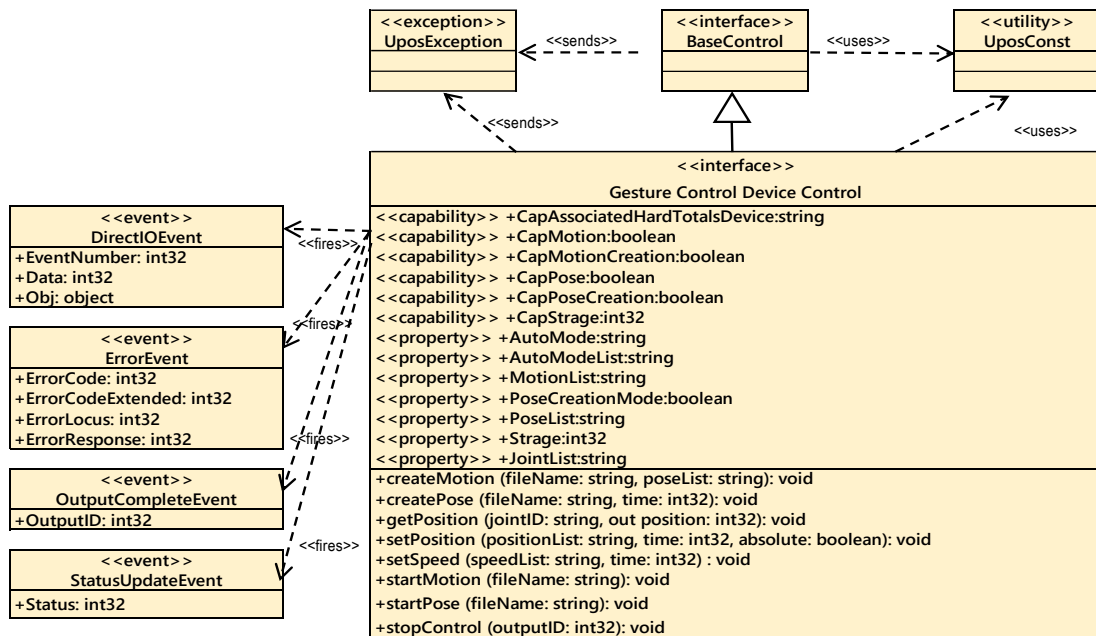 <<exception>>
UposException
<<sends>>
<<interface>>
BaseControl
<<uses>>
<<utility>>
UposConst
<<sends>>
<<uses>>
<<interface>>
Gesture Control Device Control
<<capability>> +CapAssociatedHardTotalsDevice:string
<<capability>> +CapMotion:boolean
<<capability>> +CapMotionCreation:boolean
<<capability>> +CapPose:boolean
<<capability>> +CapPoseCreation:boolean
<<capability>> +CapStrage:int32
<<property>> +AutoMode:string
<<property>> +AutoModeList:string
<<property>> +MotionList:string
<<property>> +PoseCreationMode:boolean
<<property>> +PoseList:string
<<property>> +Strage:int32
<<property>> +JointList:string
+createMotion (fileName: string, poseList: string): void
+createPose (fileName: string, time: int32): void
+getPosition (jointID: string, out position: int32): void
+setPosition (positionList: string, time: int32, absolute: boolean): void
+setSpeed (speedList: string, time: int32) : void
+startMotion (fileName: string): void
+startPose (fileName: string): void
+stopControl (outputID: int32): void
<<event>>
DirectIOEvent
+EventNumber: int32
+Data: int32
+Obj: object
<<fires>>
<<event>>
ErrorEvent
+ErrorCode: int32
+ErrorCodeExtended: int32
+ErrorLocus: int32
+ErrorResponse: int32
<<fires>>
<<event>>
OutputCompleteEvent
+OutputID: int32
<<fires>>
<<event>>
StatusUpdateEvent
+Status: int32
<<fires>>